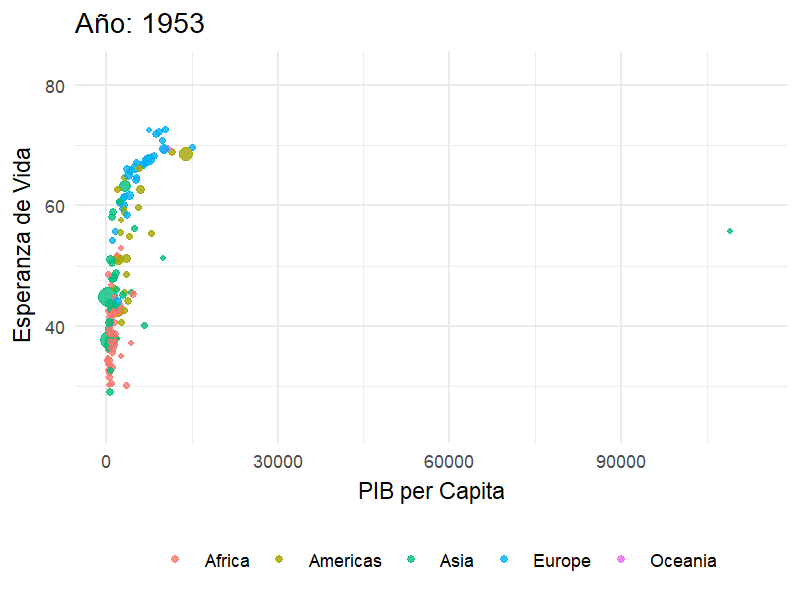 Año: 1953
Esperanza de Vida
80
60
40
0 30000 60000 90000
PIB per Capita
Africa Americas Asia Europe Oceania